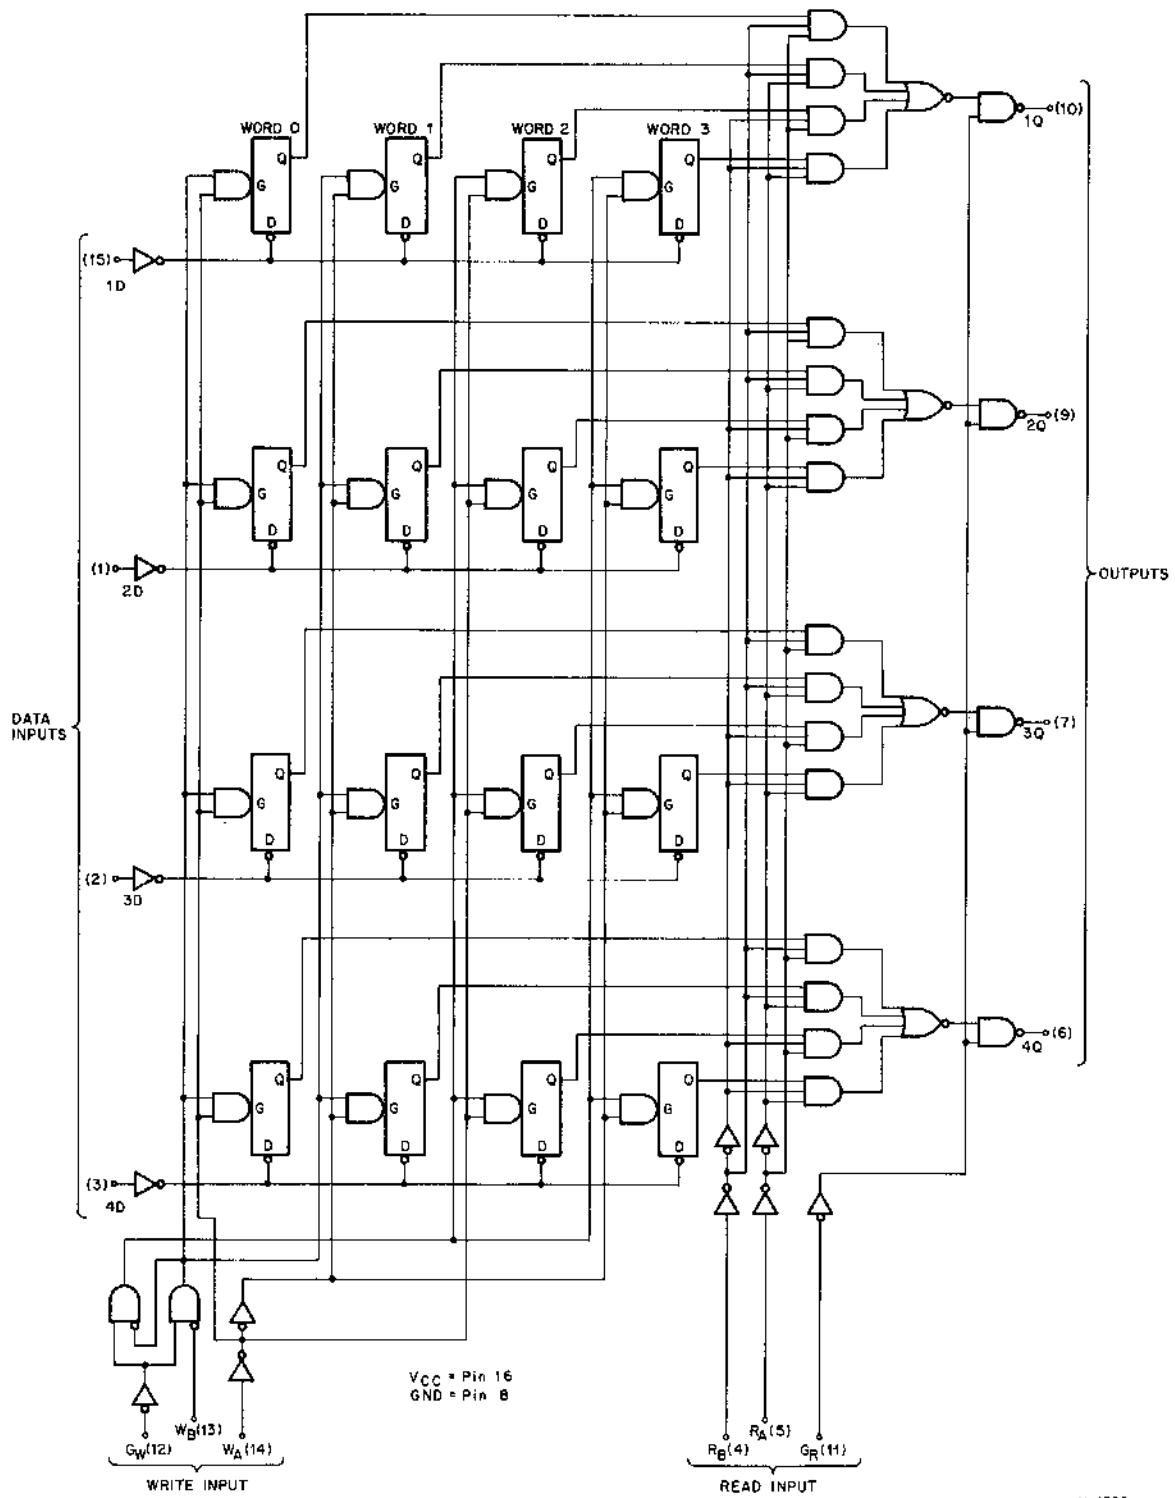 WORD 0 WORD 1 WORD 2 WORD 3
Q Q Q Q
G G G G
D D D D
(15)
1D
1Q
(10)
Q Q Q Q
G G G G
D D D D
(1)
2D
2Q
(9)
OUTPUTS
DATA
INPUTS
Q Q Q Q
G G G G
D D D D
(2)
3D
3Q
(7)
Q Q Q Q
G G G G
D D D D
(3)
4D
4Q
(6)
VCC = Pin 16
GND = Pin 8
GW(12) WB(13) WA(14)
WRITE INPUT
RB(4) RA(5) GR(11)
READ INPUT